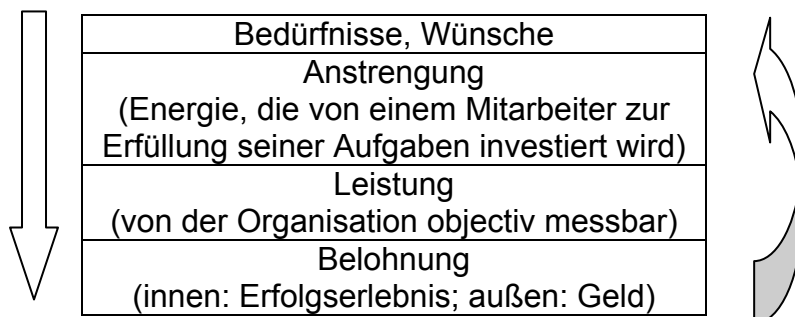 Bedürfnisse, Wünsche
Anstrengung
(Energie, die von einem Mitarbeiter zur
Erfüllung seiner Aufgaben investiert wird)
Leistung
(von der Organisation objectiv messbar)
Belohnung
(innen: Erfolgserlebnis; außen: Geld)